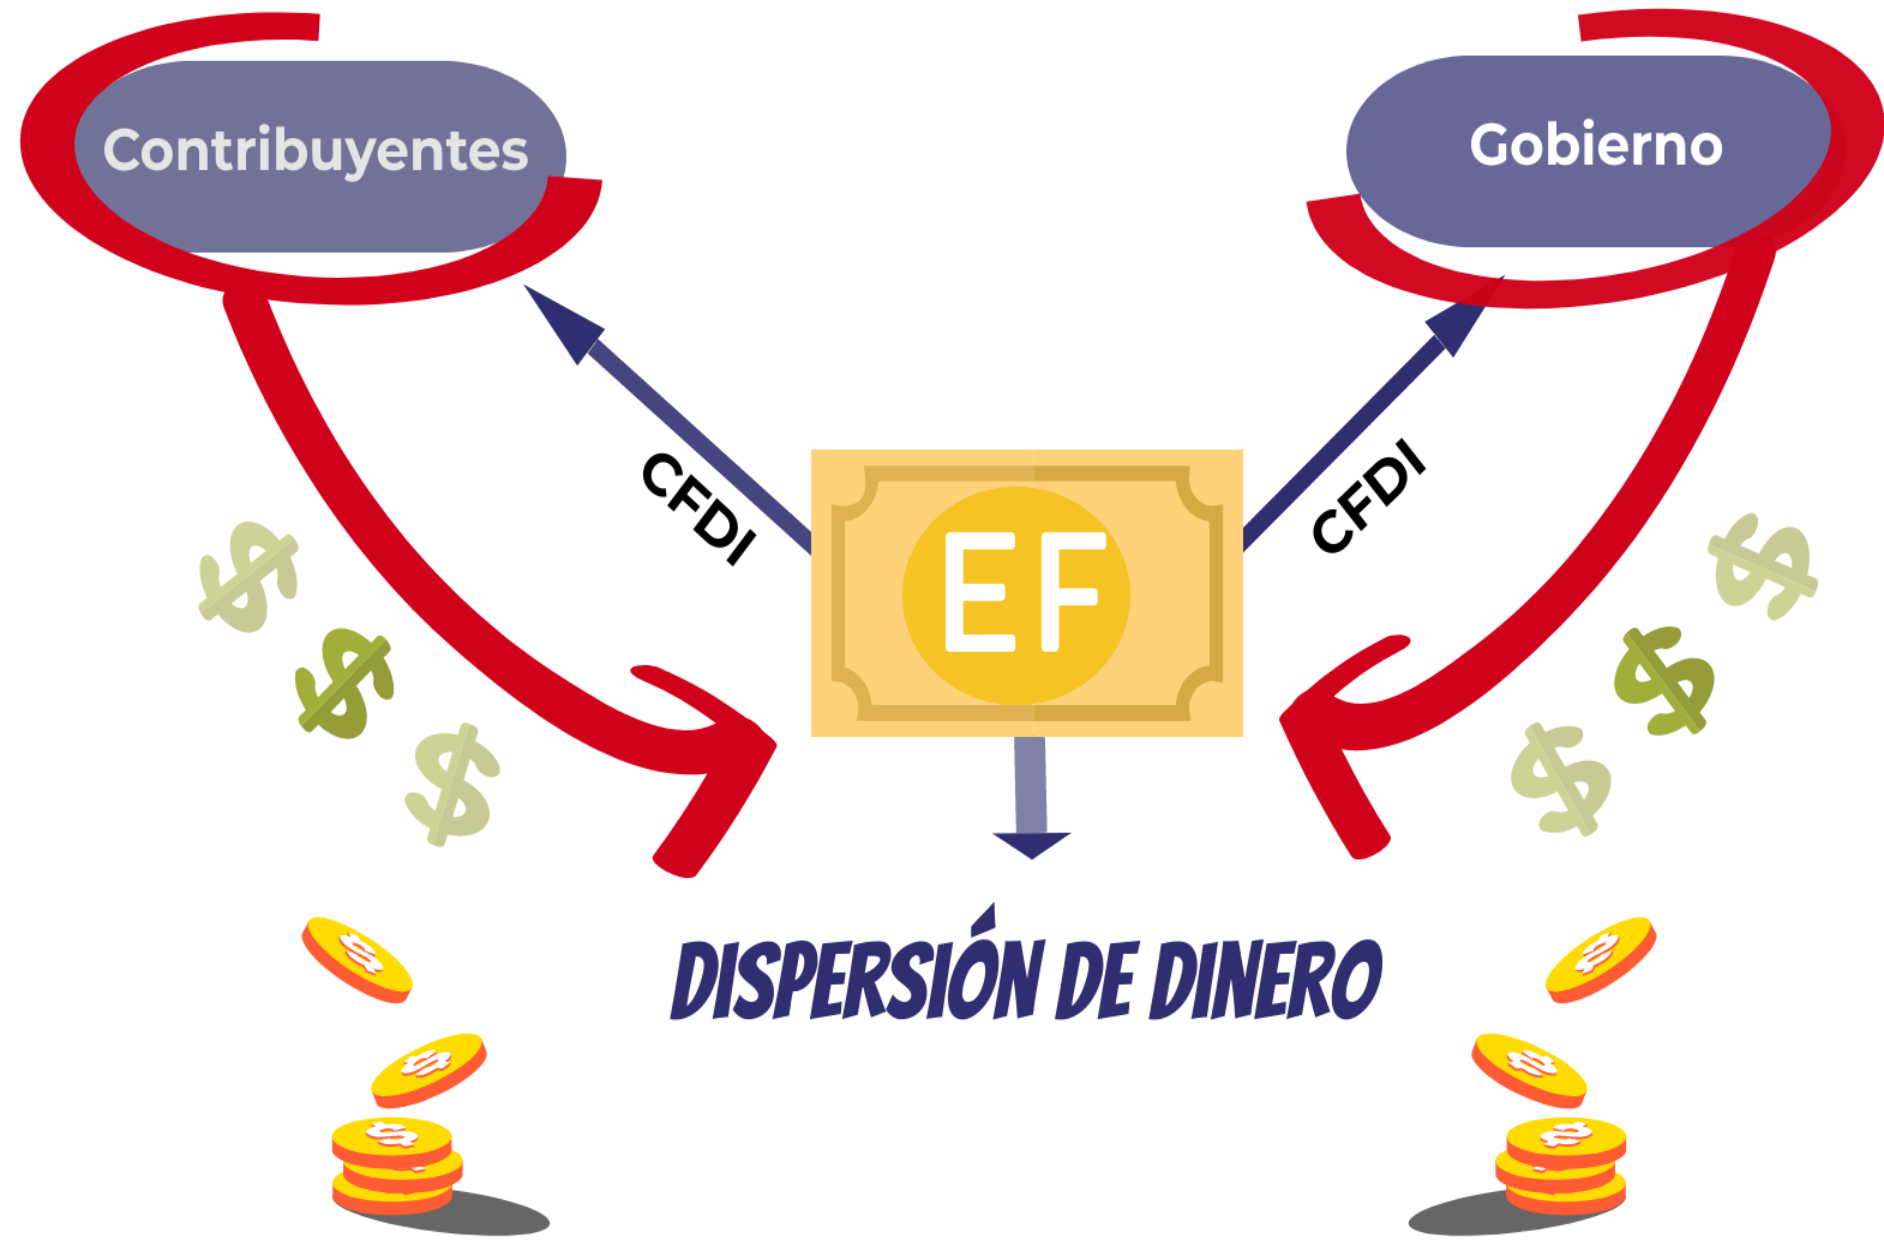 Contribuyentes
Gobierno
CFDI
CFDI
EF
DISPERSIÓN DE DINERO